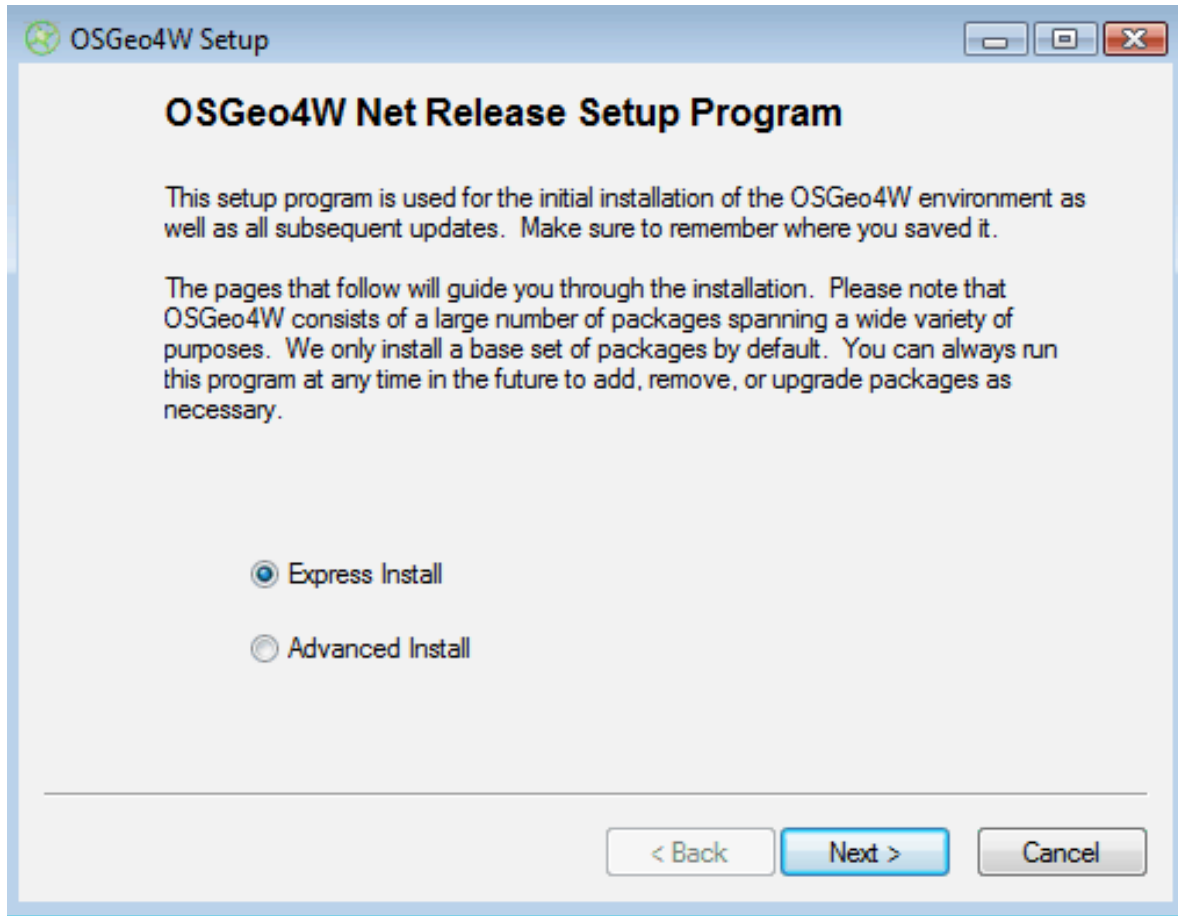 OSGeo4W Setup
OSGeo4W Net Release Setup Program
This setup program is used for the initial installation of the OSGeo4W environment as
well as all subsequent updates.  Make sure to remember where you saved it.
The pages that follow will guide you through the installation.  Please note that
OSGeo4W consists of a large number of packages spanning a wide variety of
purposes.  We only install a base set of packages by default.  You can always run
this program at any time in the future to add, remove, or upgrade packages as
necessary.
Express Install
Advanced Install
< Back
Next >
Cancel